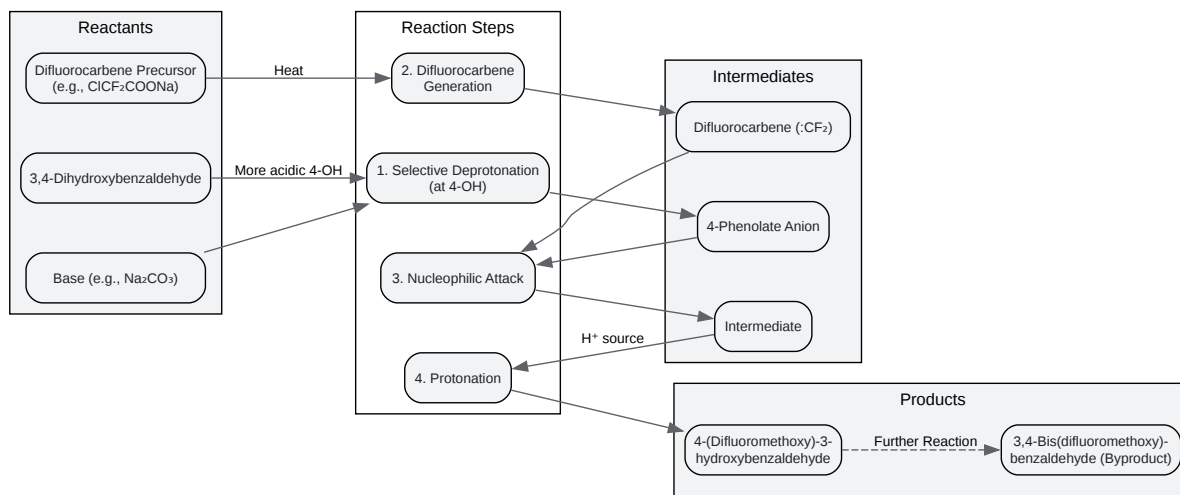 Reactants
Difluorocarbene Precursor
(e.g., ClCF₂COONa)
3,4-Dihydroxybenzaldehyde
Base (e.g., Na₂CO₃)
Heat
More acidic 4-OH
Reaction Steps
2. Difluorocarbene
Generation
1. Selective Deprotonation
(at 4-OH)
3. Nucleophilic Attack
4. Protonation
H⁺ source
Intermediates
Difluorocarbene (:CF₂)
4-Phenolate Anion
Intermediate
Products
4-(Difluoromethoxy)-3-
hydroxybenzaldehyde
Further Reaction
3,4-Bis(difluoromethoxy)-
benzaldehyde (Byproduct)